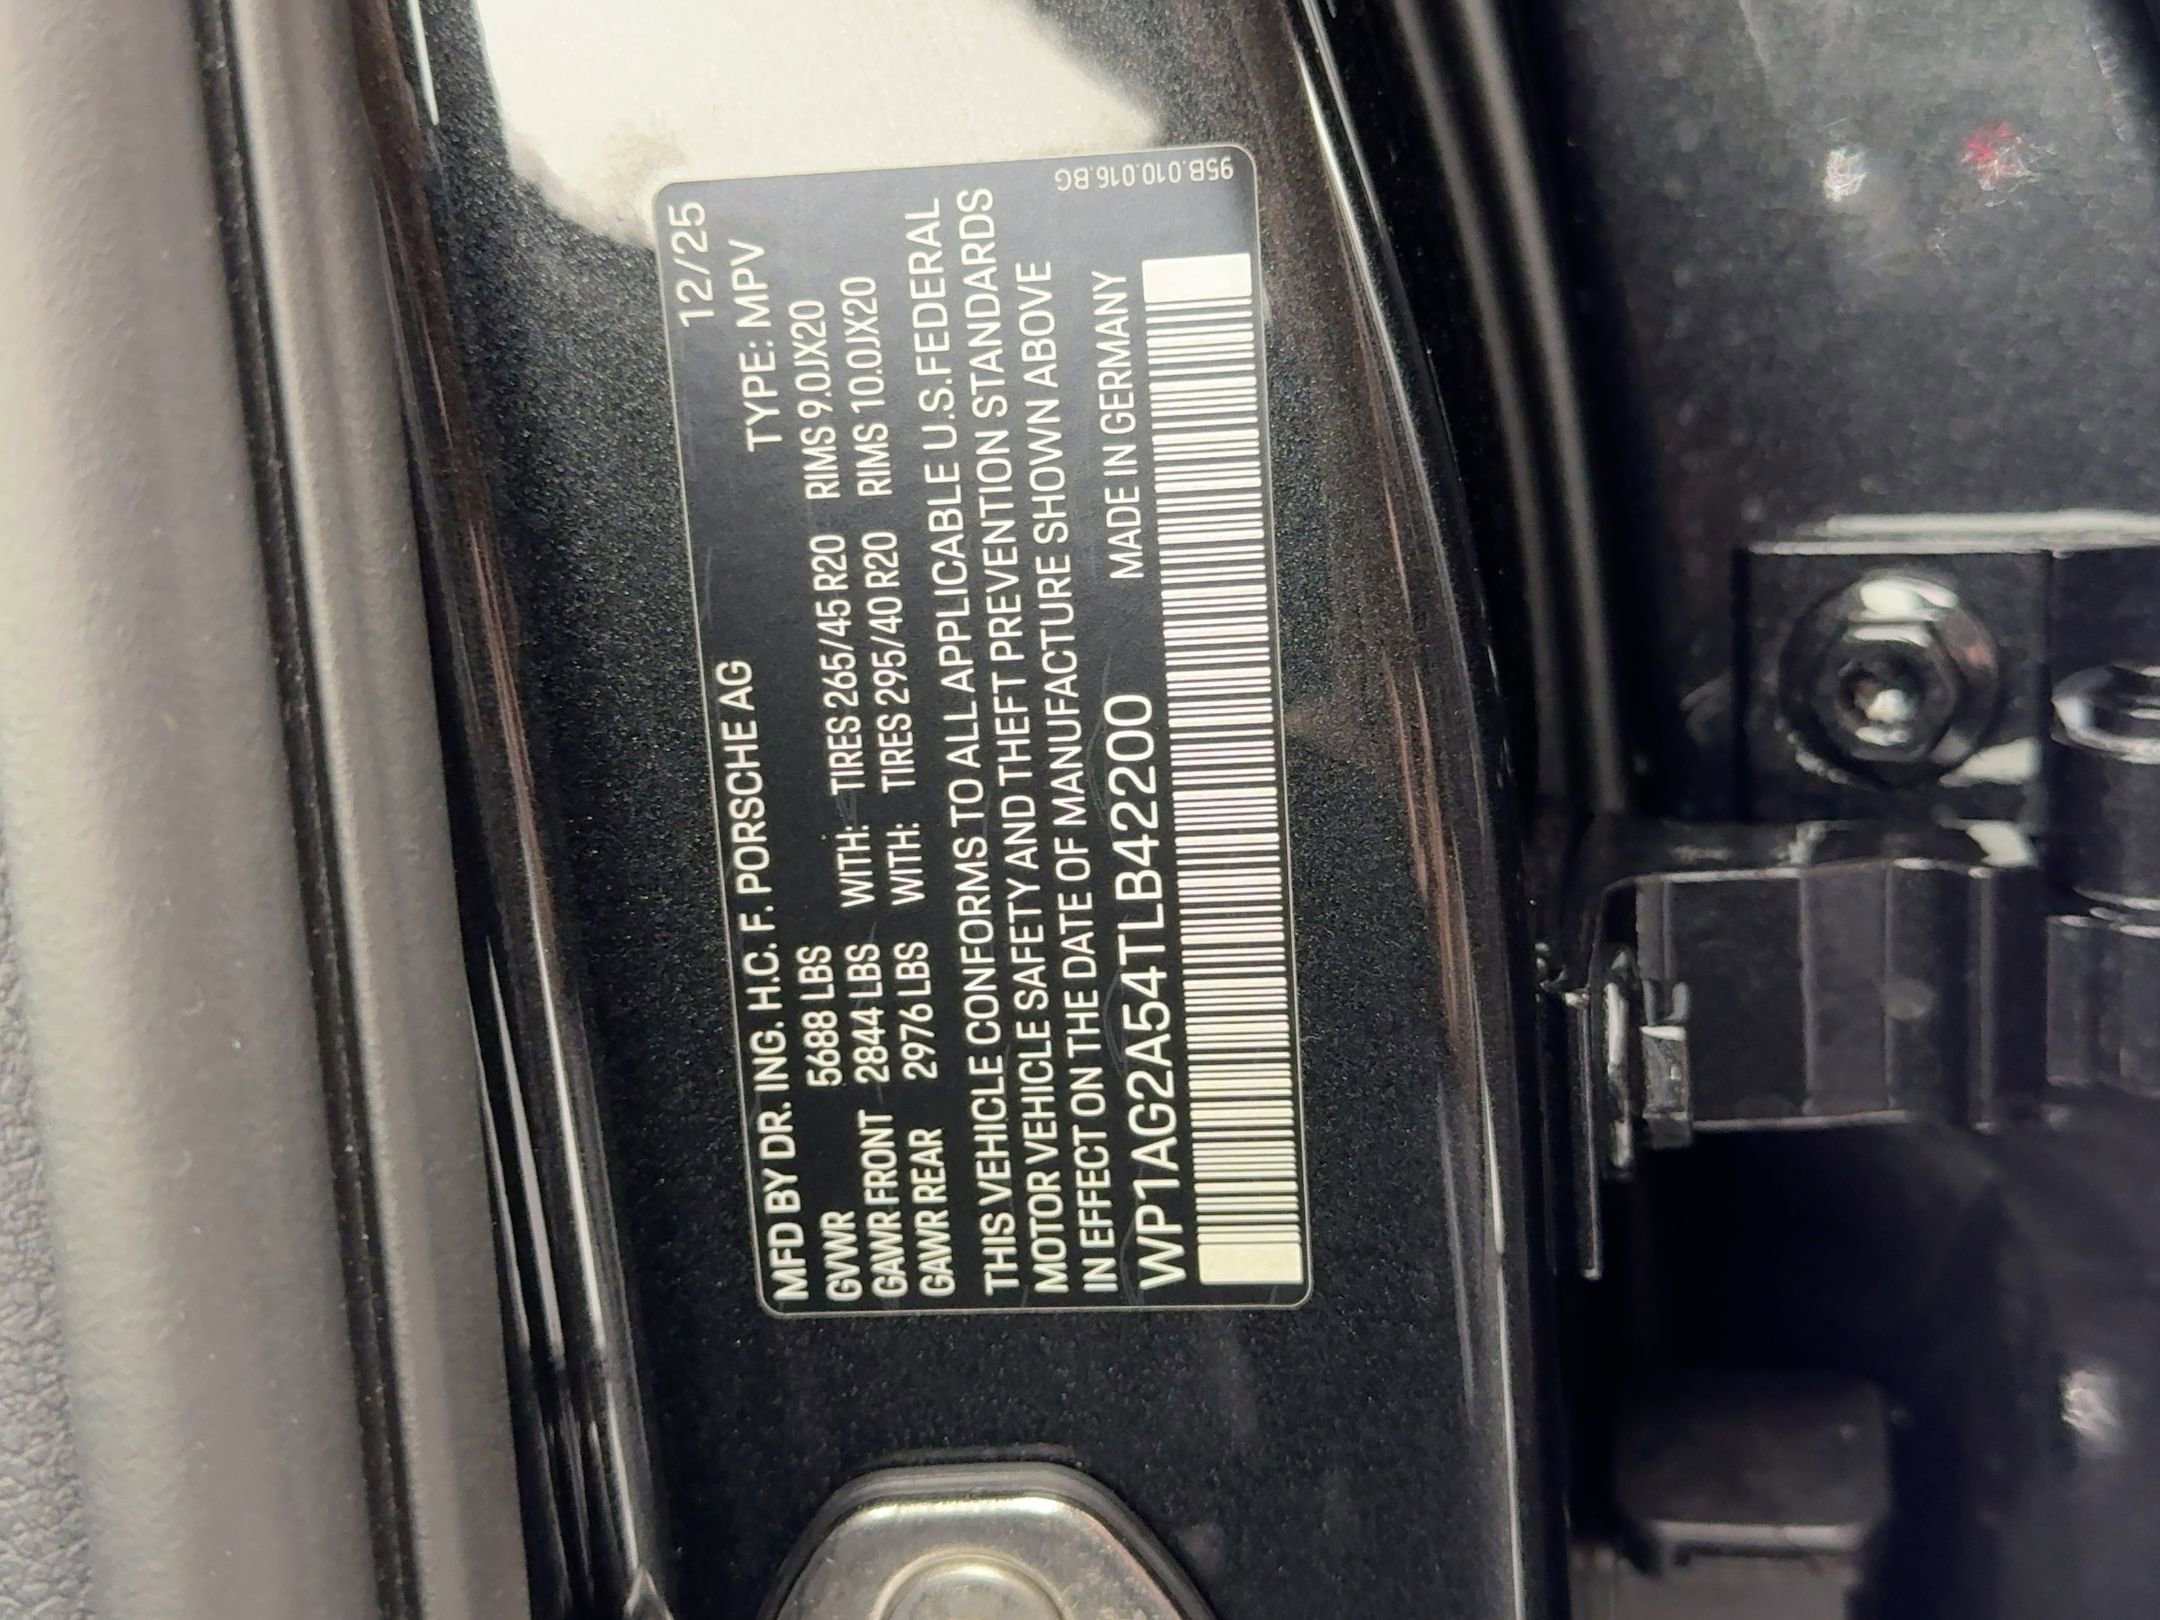 12/25
MFD BY DR. ING. H.C. F. PORSCHE AG
TYPE: MPV
GVWR 5688 LBS
GAWR FRONT 2844 LBS WITH: TIRES 265/45 R20 RIMS 9.0JX20
GAWR REAR 2976 LBS WITH: TIRES 295/40 R20 RIMS 10.0JX20
THIS VEHICLE CONFORMS TO ALL APPLICABLE U.S. FEDERAL
MOTOR VEHICLE SAFETY AND THEFT PREVENTION STANDARDS
IN EFFECT ON THE DATE OF MANUFACTURE SHOWN ABOVE
WP1AG2A54TLB42200 MADE IN GERMANY
95B.010.016.BG